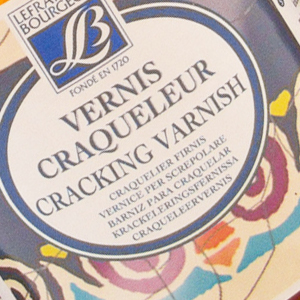 LEFRANC
BOURGEOIS
LB
FONDÉ EN 1720
VERNIS
CRAQUELEUR
CRACKING VARNISH
CRAQUELIER FIRNIS
VERNICE PER SCREPOLARE
BARNIZ PARA CRAQUELAR
KRACKELERINGSFERNISSA
CRAQUELEERVERNIS